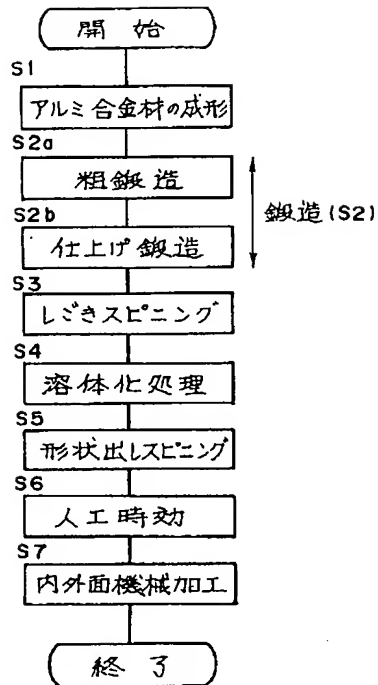 開始
S1
アルミ合金材の成形
S2a
粗鍛造
S2b
仕上げ鍛造
鍛造(S2)
S3
しごきスピニング
S4
溶体化処理
S5
形状出しスピニング
S6
人工時効
S7
内外面機械加工
終了